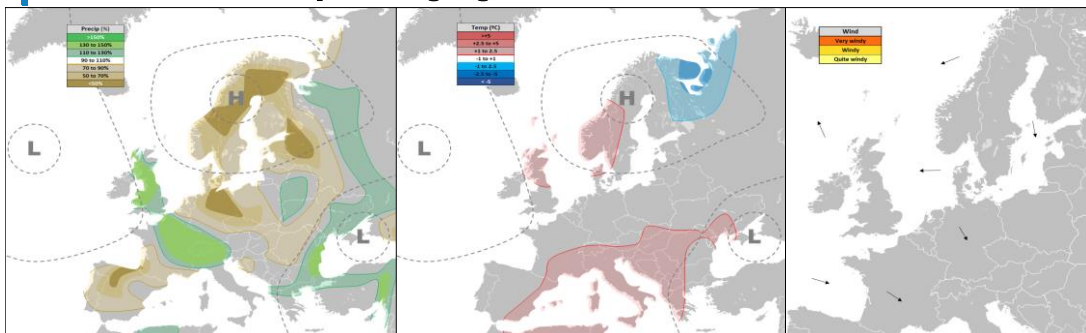 Precip (%)
>150%
130 to 150%
110 to 130%
90 to 110%
70 to 90%
50 to 70%
<50%
H
L
L
Temp (ºC)
>+5
+2.5 to +5
+1 to 2.5
-1 to +1
-1 to 2.5
-2.5 to -5
< -5
H
L
L
Wind
Very windy
Windy
Quite windy